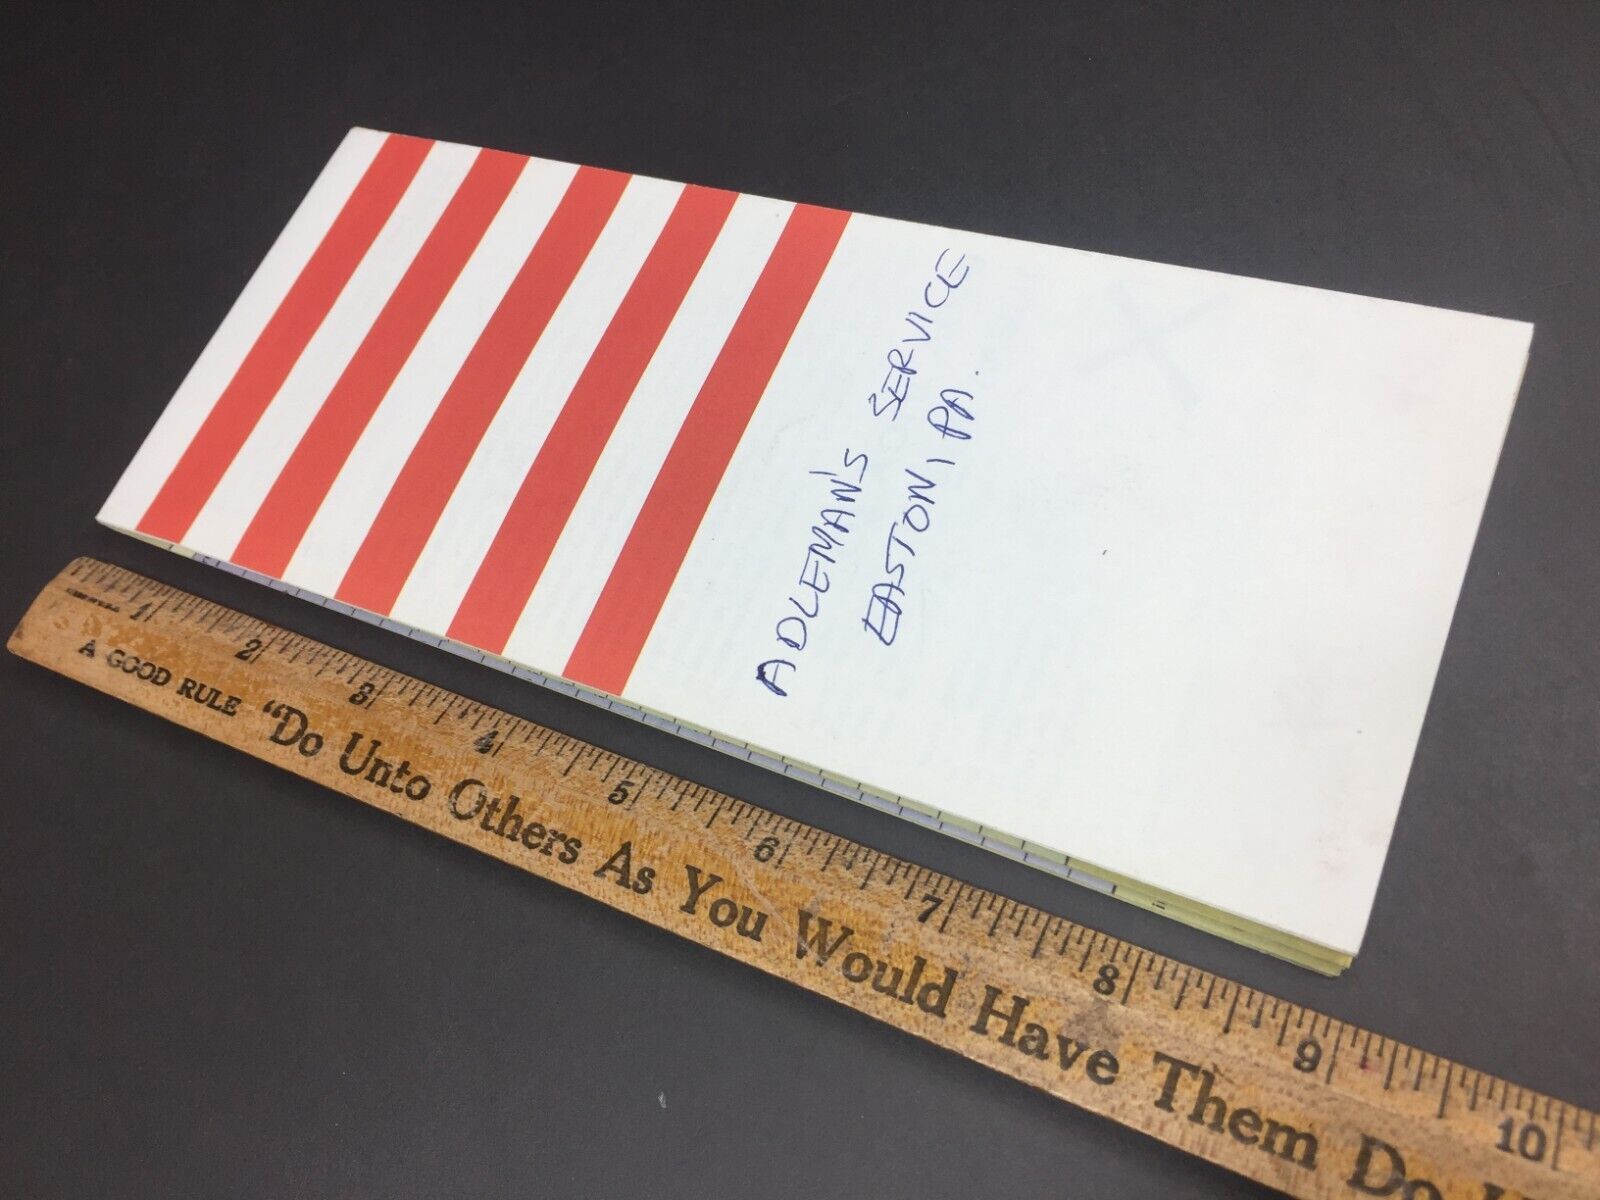 ADLEMAN'S SERVICE
EASTON, PA.
1 2 3 4 5 6 7 8 9 10
A GOOD RULE "Do Unto Others As You Would Have Them Do